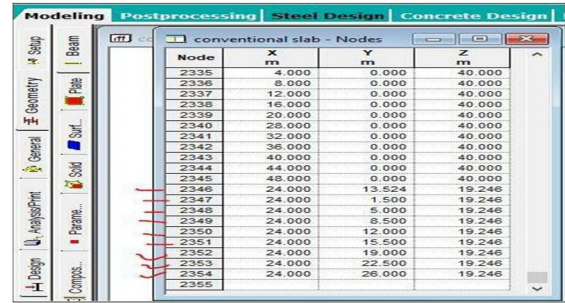 Modeling Postprocessing Steel Design Concrete Design
Setup
Geometry
General
Analysis/Print
Design
Beam
Plate
Surf...
Solid
Parame...
Compos...
conventional slab - Nodes
Node X m Y m Z m
2335 4.000 0.000 40.000
2336 8.000 0.000 40.000
2337 12.000 0.000 40.000
2338 16.000 0.000 40.000
2339 20.000 0.000 40.000
2340 28.000 0.000 40.000
2341 32.000 0.000 40.000
2342 36.000 0.000 40.000
2343 40.000 0.000 40.000
2344 44.000 0.000 40.000
2345 48.000 0.000 40.000
2346 24.000 13.524 19.246
2347 24.000 1.500 19.246
2348 24.000 5.000 19.246
2349 24.000 8.500 19.246
2350 24.000 12.000 19.246
2351 24.000 15.500 19.246
2352 24.000 19.000 19.246
2353 24.000 22.500 19.246
2354 24.000 26.000 19.246
2355